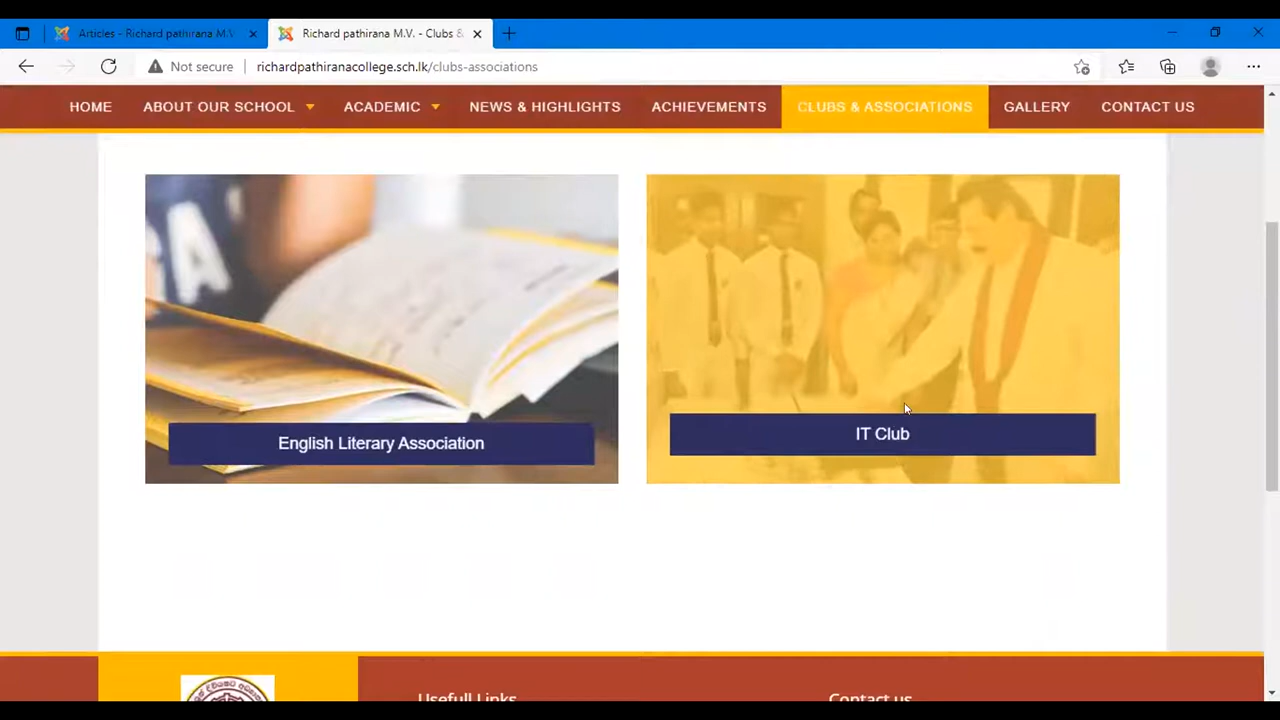 Articles - Richard pathirana M.V
Richard pathirana M.V. - Clubs &
Not secure
richardpathiranacollege.sch.lk/clubs-associations
HOME
ABOUT OUR SCHOOL
ACADEMIC
NEWS & HIGHLIGHTS
ACHIEVEMENTS
CLUBS & ASSOCIATIONS
GALLERY
CONTACT US
A
English Literary Association
IT Club
Usefull Links
Contact us